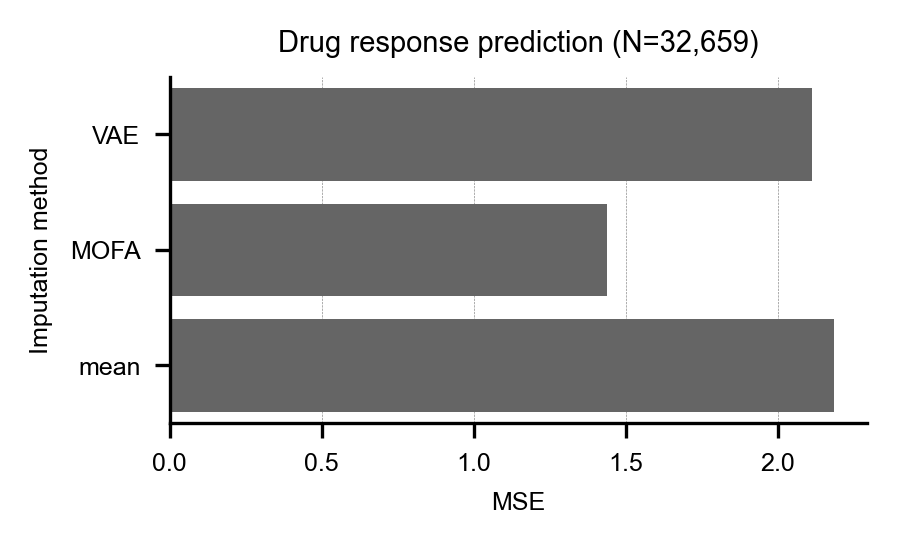 Drug response prediction (N=32,659)
Imputation method
VAE
MOFA
mean
0.0 0.5 1.0 1.5 2.0
MSE